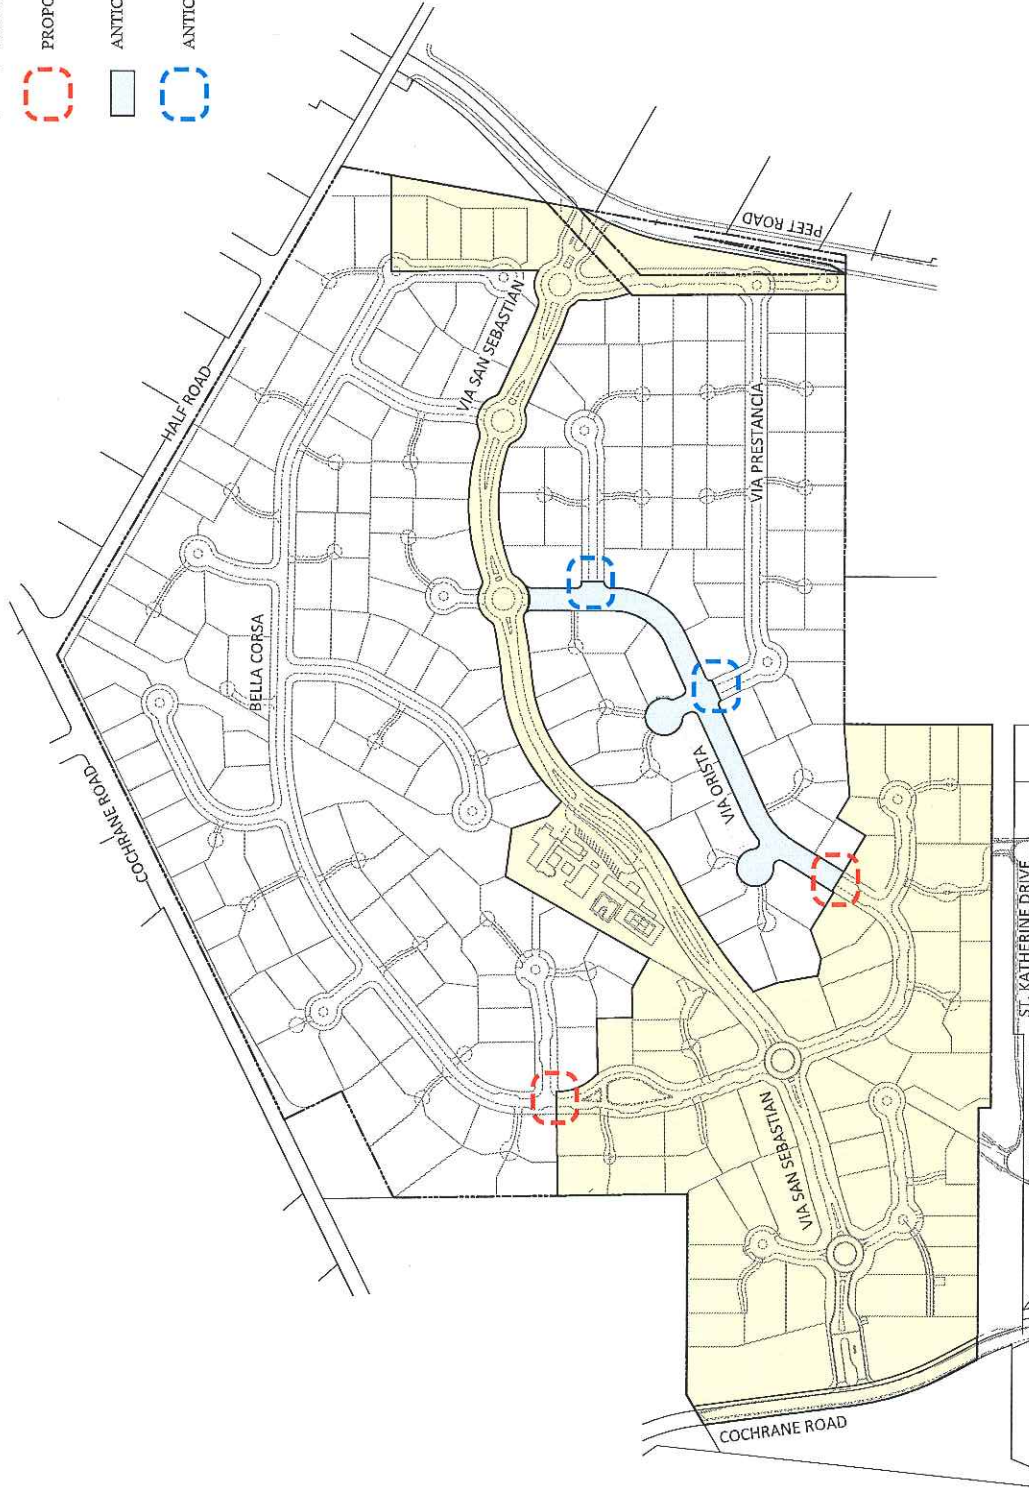 PROPO
ANTIC
ANTIC
HALF ROAD
COCHRANE ROAD
BELLA CORSA
VIA SAN SEBASTIAN
PEET ROAD
VIA PRESTANCIA
VIA ORISTA
VIA SAN SEBASTIAN
ST. KATHERINE DRIVE
COCHRANE ROAD